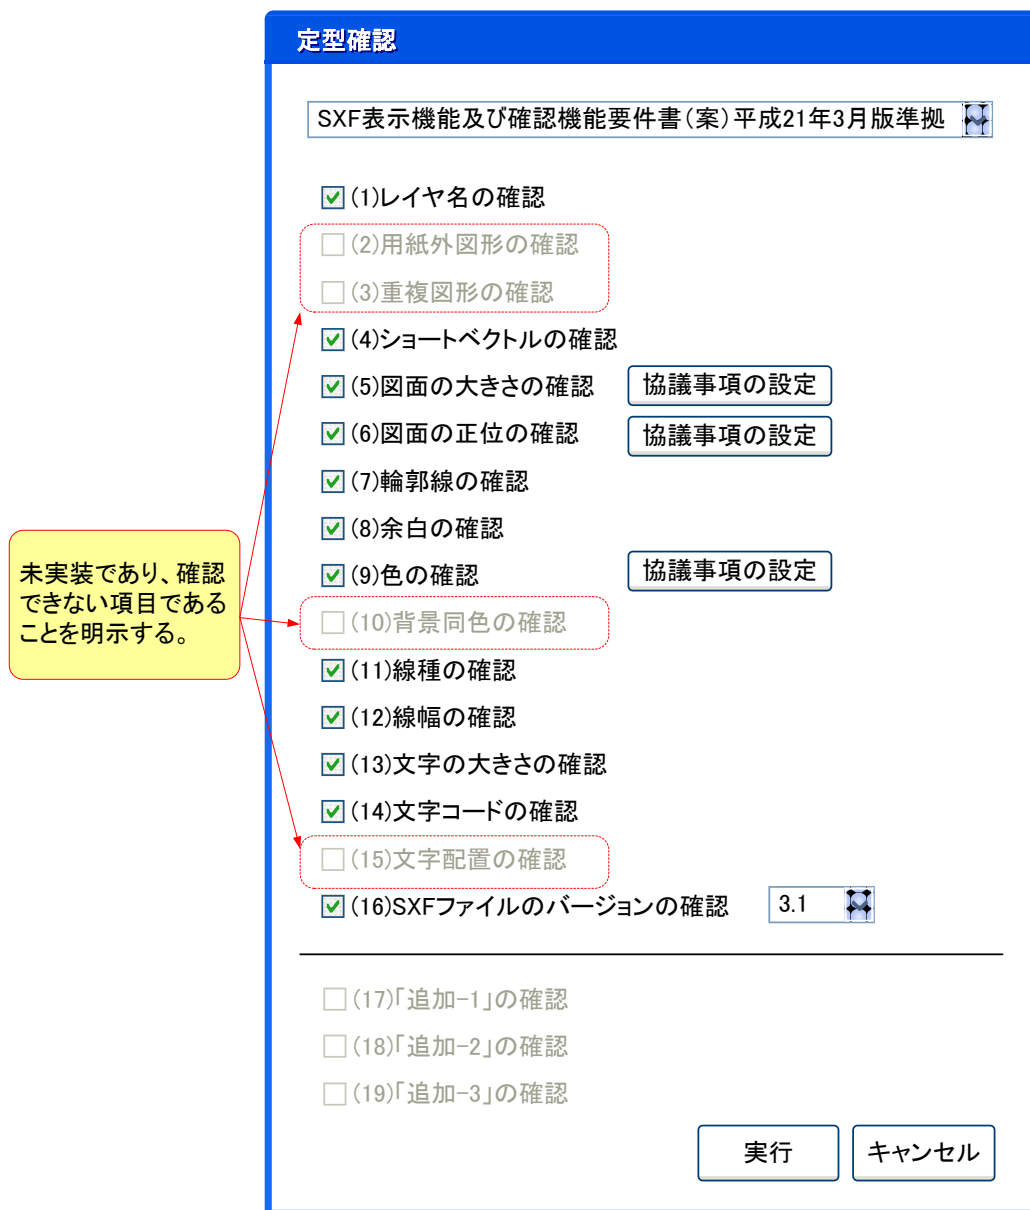 定型確認
SXF表示機能及び確認機能要件書(案)平成21年3月版準拠
(1)レイヤ名の確認
(2)用紙外図形の確認
(3)重複図形の確認
(4)ショートベクトルの確認
(5)図面の大きさの確認 協議事項の設定
(6)図面の正位の確認 協議事項の設定
(7)輪郭線の確認
(8)余白の確認
(9)色の確認 協議事項の設定
未実装であり、確認
できない項目である
ことを明示する。
(10)背景同色の確認
(11)線種の確認
(12)線幅の確認
(13)文字の大きさの確認
(14)文字コードの確認
(15)文字配置の確認
(16)SXFファイルのバージョンの確認 3.1
(17)「追加-1」の確認
(18)「追加-2」の確認
(19)「追加-3」の確認
実行 キャンセル